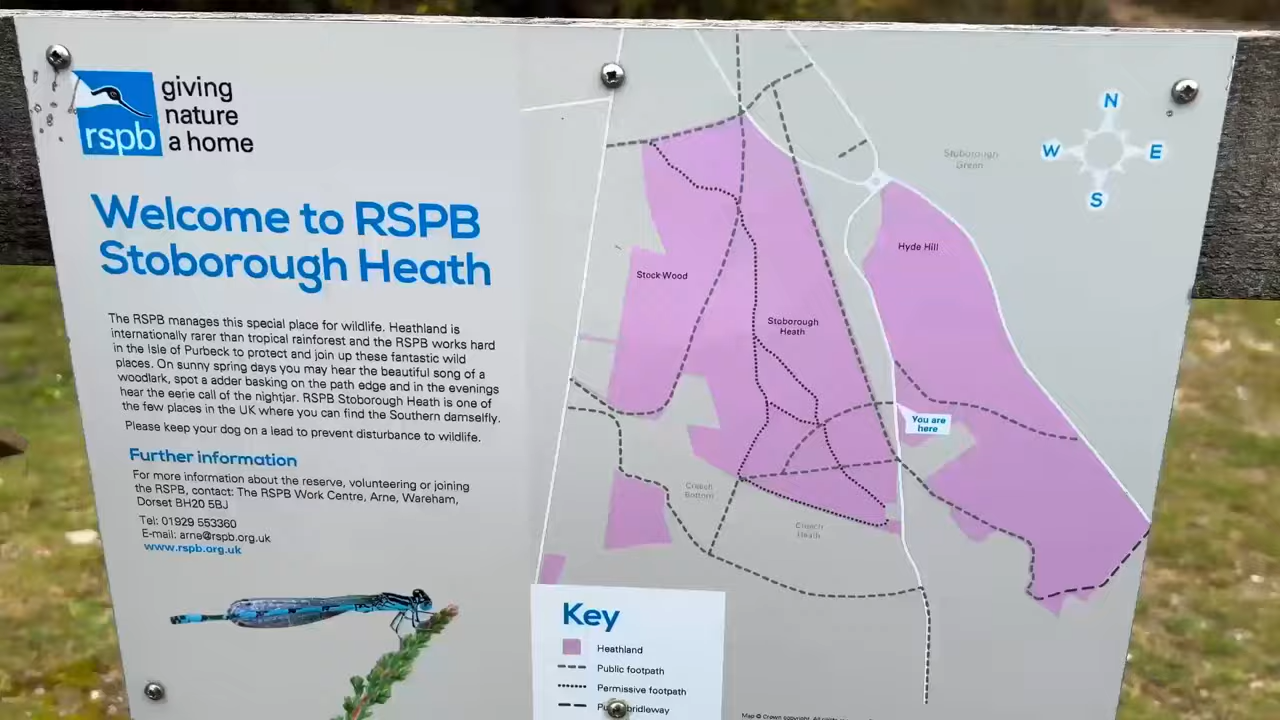 rspb
giving
nature
a home
Welcome to RSPB
Stoborough Heath
The RSPB manages this special place for wildlife. Heathland is
internationally rarer than tropical rainforest and the RSPB works hard
in the Isle of Purbeck to protect and join up these fantastic wild
places. On sunny spring days you may hear the beautiful song of a
woodlark, spot a adder basking on the path edge and in the evenings
hear the eerie call of the nightjar. RSPB Stoborough Heath is one of
the few places in the UK where you can find the Southern damselfly.
Please keep your dog on a lead to prevent disturbance to wildlife.
Further information
For more information about the reserve, volunteering or joining
the RSPB, contact: The RSPB Work Centre, Arne, Wareham,
Dorset BH20 5BJ
Tel: 01929 553360
E-mail: arne@rspb.org.uk
www.rspb.org.uk
N
W E
S
Stoborough
Green
Hyde Hill
Stock Wood
Stoborough
Heath
You are
here
Creech
Bottom
Creech
Heath
Key
Heathland
Public footpath
Permissive footpath
bridleway
Map © Crown copyright. All